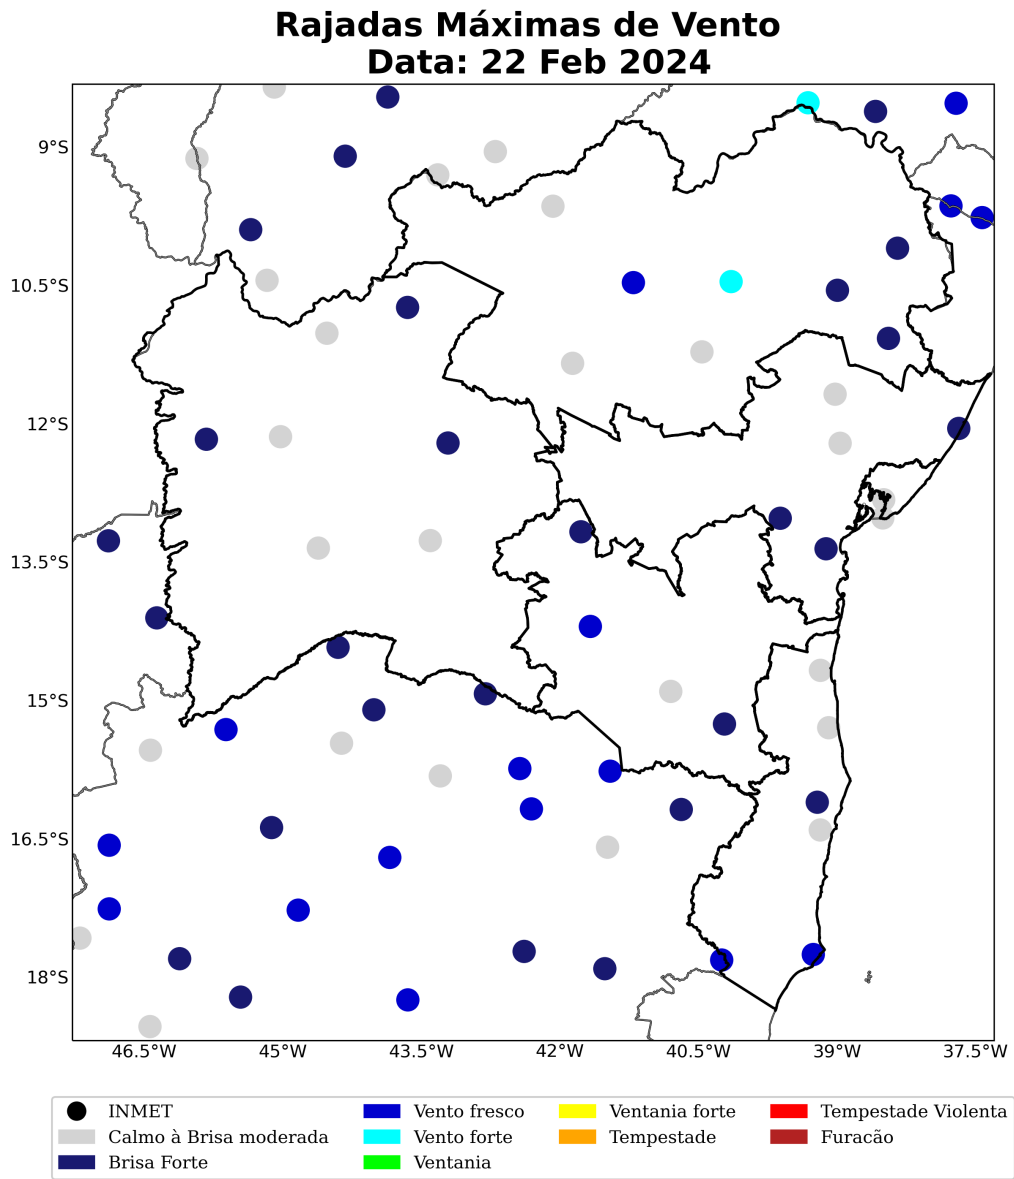 Rajadas Máximas de Vento
Data: 22 Feb 2024
9°S
10.5°S
12°S
13.5°S
15°S
16.5°S
18°S
46.5°W 45°W 43.5°W 42°W 40.5°W 39°W 37.5°W
INMET Vento fresco Ventania forte Tempestade Violenta
Calmo à Brisa moderada Vento forte Tempestade Furacão
Brisa Forte Ventania